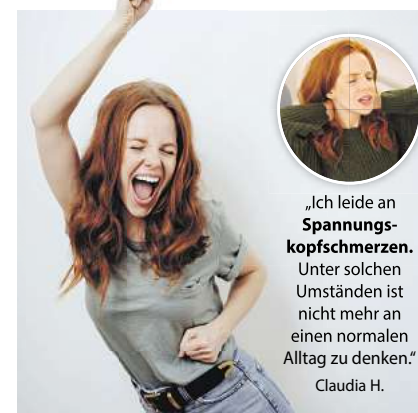 „Ich leide an
Spannungs-
kopfschmerzen.
Unter solchen
Umständen ist
nicht mehr an
einen normalen
Alltag zu denken.“
Claudia H.